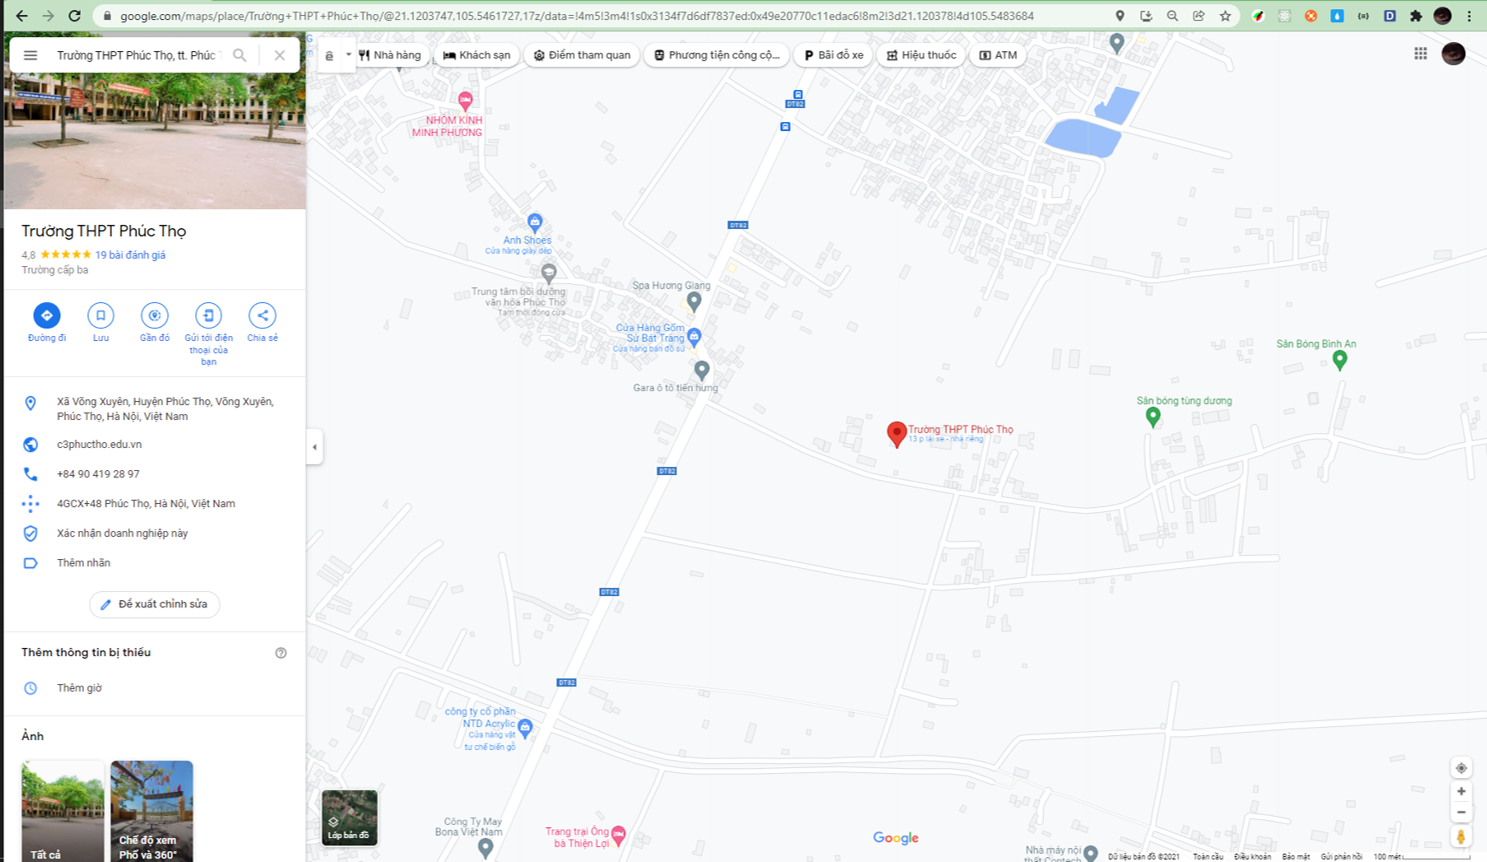 google.com/maps/place/Trường+THPT+Phúc+Thọ/@21.1203747,105.5461727,17z/data=!4m5!3m4!1s0x3134f7d6df7837ed:0x49e20770c11edac6!8m2!3d21.120378!4d105.5483684
Trường THPT Phúc Thọ, tt. Phúc T
Nhà hàng
Khách sạn
Điểm tham quan
Phương tiện công cộ...
Bãi đỗ xe
Hiệu thuốc
ATM
Trường THPT Phúc Thọ
4,8
19 bài đánh giá
Trường cấp ba
Đường đi
Lưu
Gần đó
Gửi tới điện
thoại của
bạn
Chia sẻ
Xã Võng Xuyên, Huyện Phúc Thọ, Võng Xuyên,
Phúc Thọ, Hà Nội, Việt Nam
c3phuctho.edu.vn
+84 90 419 28 97
4GCX+48 Phúc Thọ, Hà Nội, Việt Nam
Xác nhận doanh nghiệp này
Thêm nhãn
Đề xuất chỉnh sửa
Thêm thông tin bị thiếu
Thêm giờ
Ảnh
Tất cả
Chế độ xem
Phố và 360°
NHÔM KÍNH
MINH PHƯƠNG
ĐT82
ĐT82
Anh Shoes
Cửa hàng giày dép
Trung tâm bồi dưỡng
văn hóa Phúc Thọ
Tạm thời đóng cửa
Spa Hương Giang
Cửa Hàng Gốm
Sứ Bát Tràng
Cửa hàng bán đồ sứ
Gara ô tô tiến hưng
Sân Bóng Bình An
Sân bóng tùng dương
Trường THPT Phúc Thọ
13 p lái xe - nhà riêng
ĐT82
ĐT82
ĐT82
công ty cổ phần
NTD Acrylic
Cửa hàng vật
tư chế biến gỗ
Lớp bản đồ
Công Ty May
Bona Việt Nam
Trang trại Ông
bà Thiện Lợi
Google
Nhà máy nội
thất Contech
Dữ liệu bản đồ ©2021
Toàn cầu
Điều khoản
Bảo mật
Gửi phản hồi
100 mét